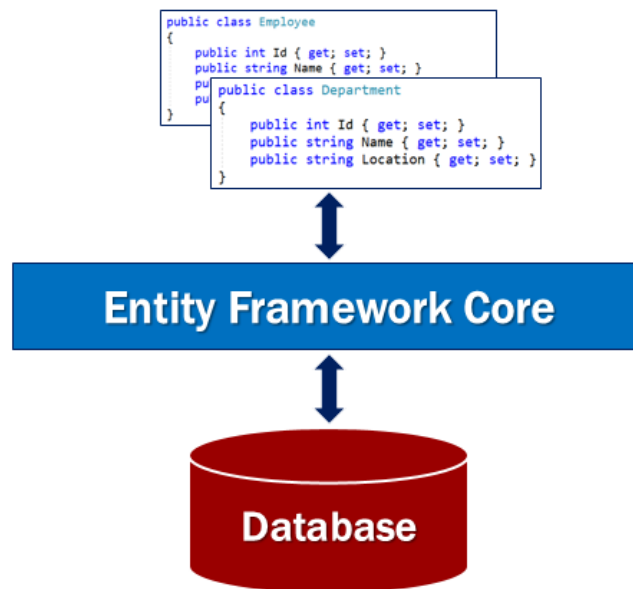 public class Employee
{
public int Id { get; set; }
public string Name { get; set; }
pu
pu
}
public class Department
{
public int Id { get; set; }
public string Name { get; set; }
public string Location { get; set; }
}
Entity Framework Core
Database